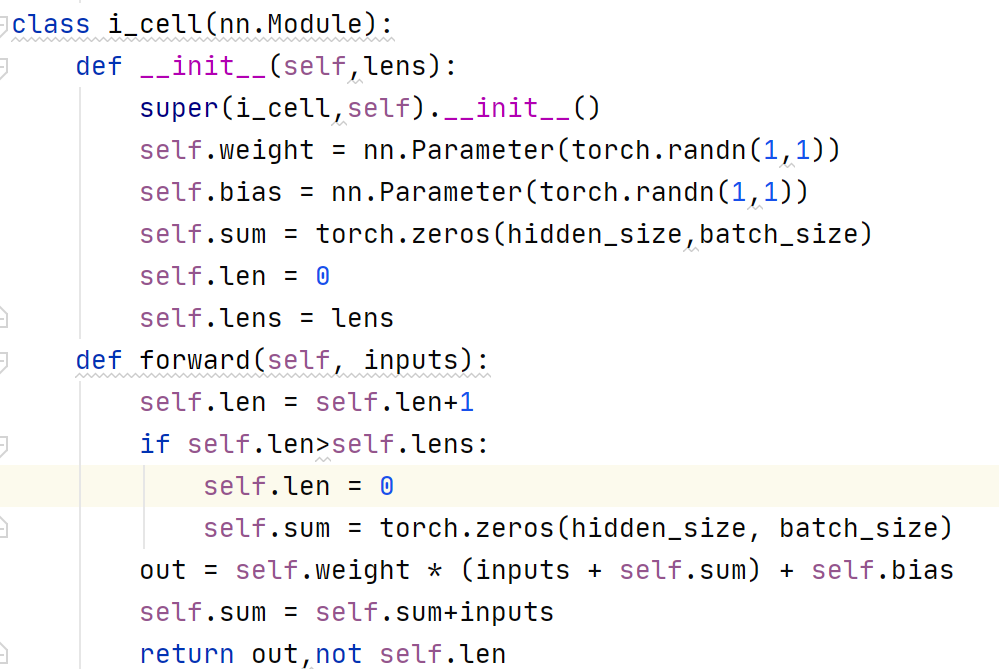 class i_cell(nn.Module):
    def __init__(self,lens):
        super(i_cell,self).__init__()
        self.weight = nn.Parameter(torch.randn(1,1))
        self.bias = nn.Parameter(torch.randn(1,1))
        self.sum = torch.zeros(hidden_size,batch_size)
        self.len = 0
        self.lens = lens
    def forward(self, inputs):
        self.len = self.len+1
        if self.len>self.lens:
            self.len = 0
            self.sum = torch.zeros(hidden_size, batch_size)
        out = self.weight * (inputs + self.sum) + self.bias
        self.sum = self.sum+inputs
        return out,not self.len